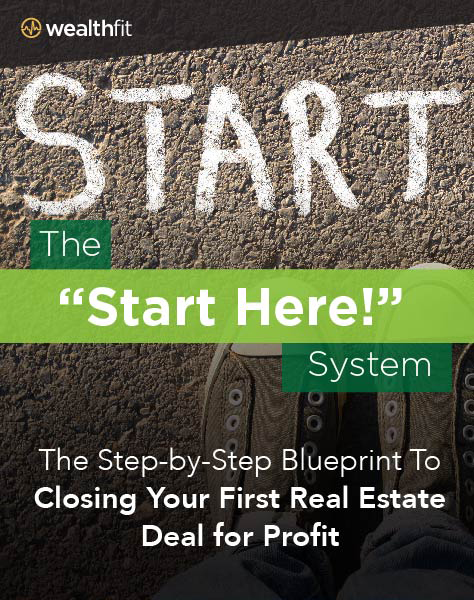 wealthfit
START
The
“Start Here!”
System
The Step-by-Step Blueprint To
Closing Your First Real Estate
Deal for Profit